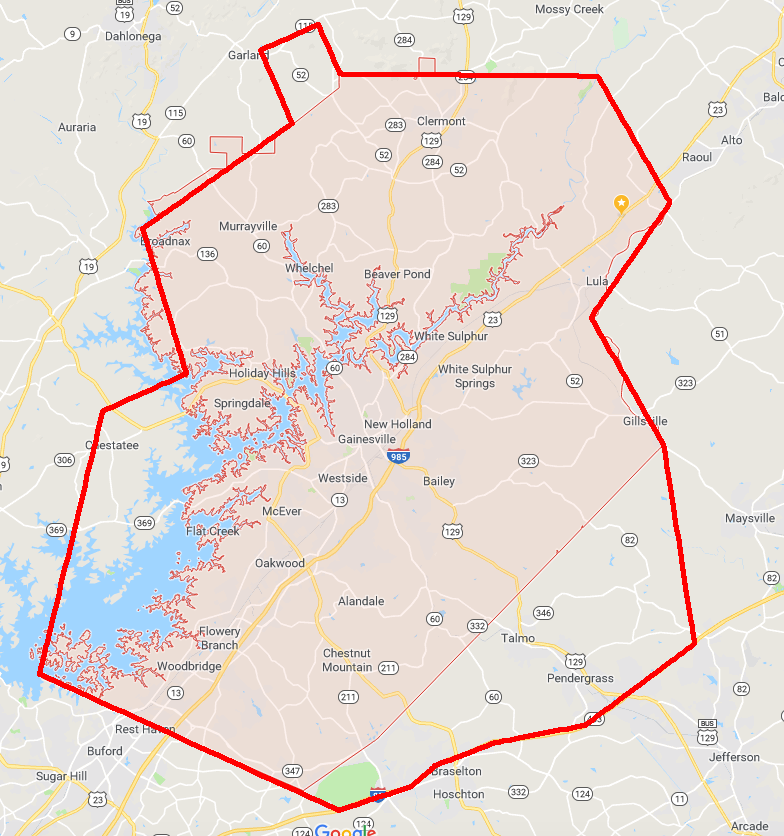 BUS
19
52
129
Mossy Creek
9
Dahlonega
115
284
Garland
52
254
C
23
Balc
115
19
Auraria
60
283
Clermont
129
52
284
52
Alto
Raoul
283
Murrayville
60
136
Broadnax
19
Whelchel
Beaver Pond
Lula
129
23
White Sulphur
284
51
60
White Sulphur
Springs
Holiday Hills
52
323
Springdale
New Holland
Gillsville
Gainesville
Chestatee
985
306
323
9
Westside
Bailey
13
McEver
369
369
Flat Creek
129
Maysville
82
Oakwood
82
Alandale
346
60
332
Flowery
Branch
Talmo
Chestnut
Mountain
129
Woodbridge
211
Pendergrass
13
211
60
82
BUS
129
Rest Haven
Buford
Jefferson
347
Sugar Hill
Braselton
85
Hoschton
332
124
23
11
124
124
Google
Arcade